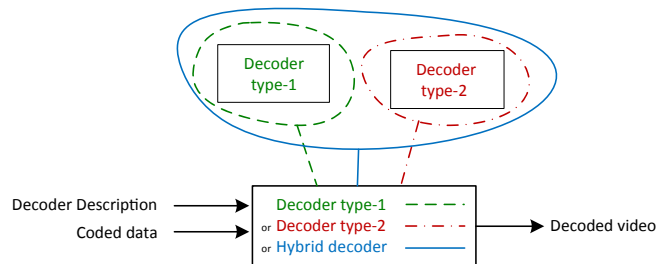 Decoder
type-1
Decoder
type-2
Decoder Description
Coded data
Decoder type-1
or Decoder type-2
or Hybrid decoder
Decoded video